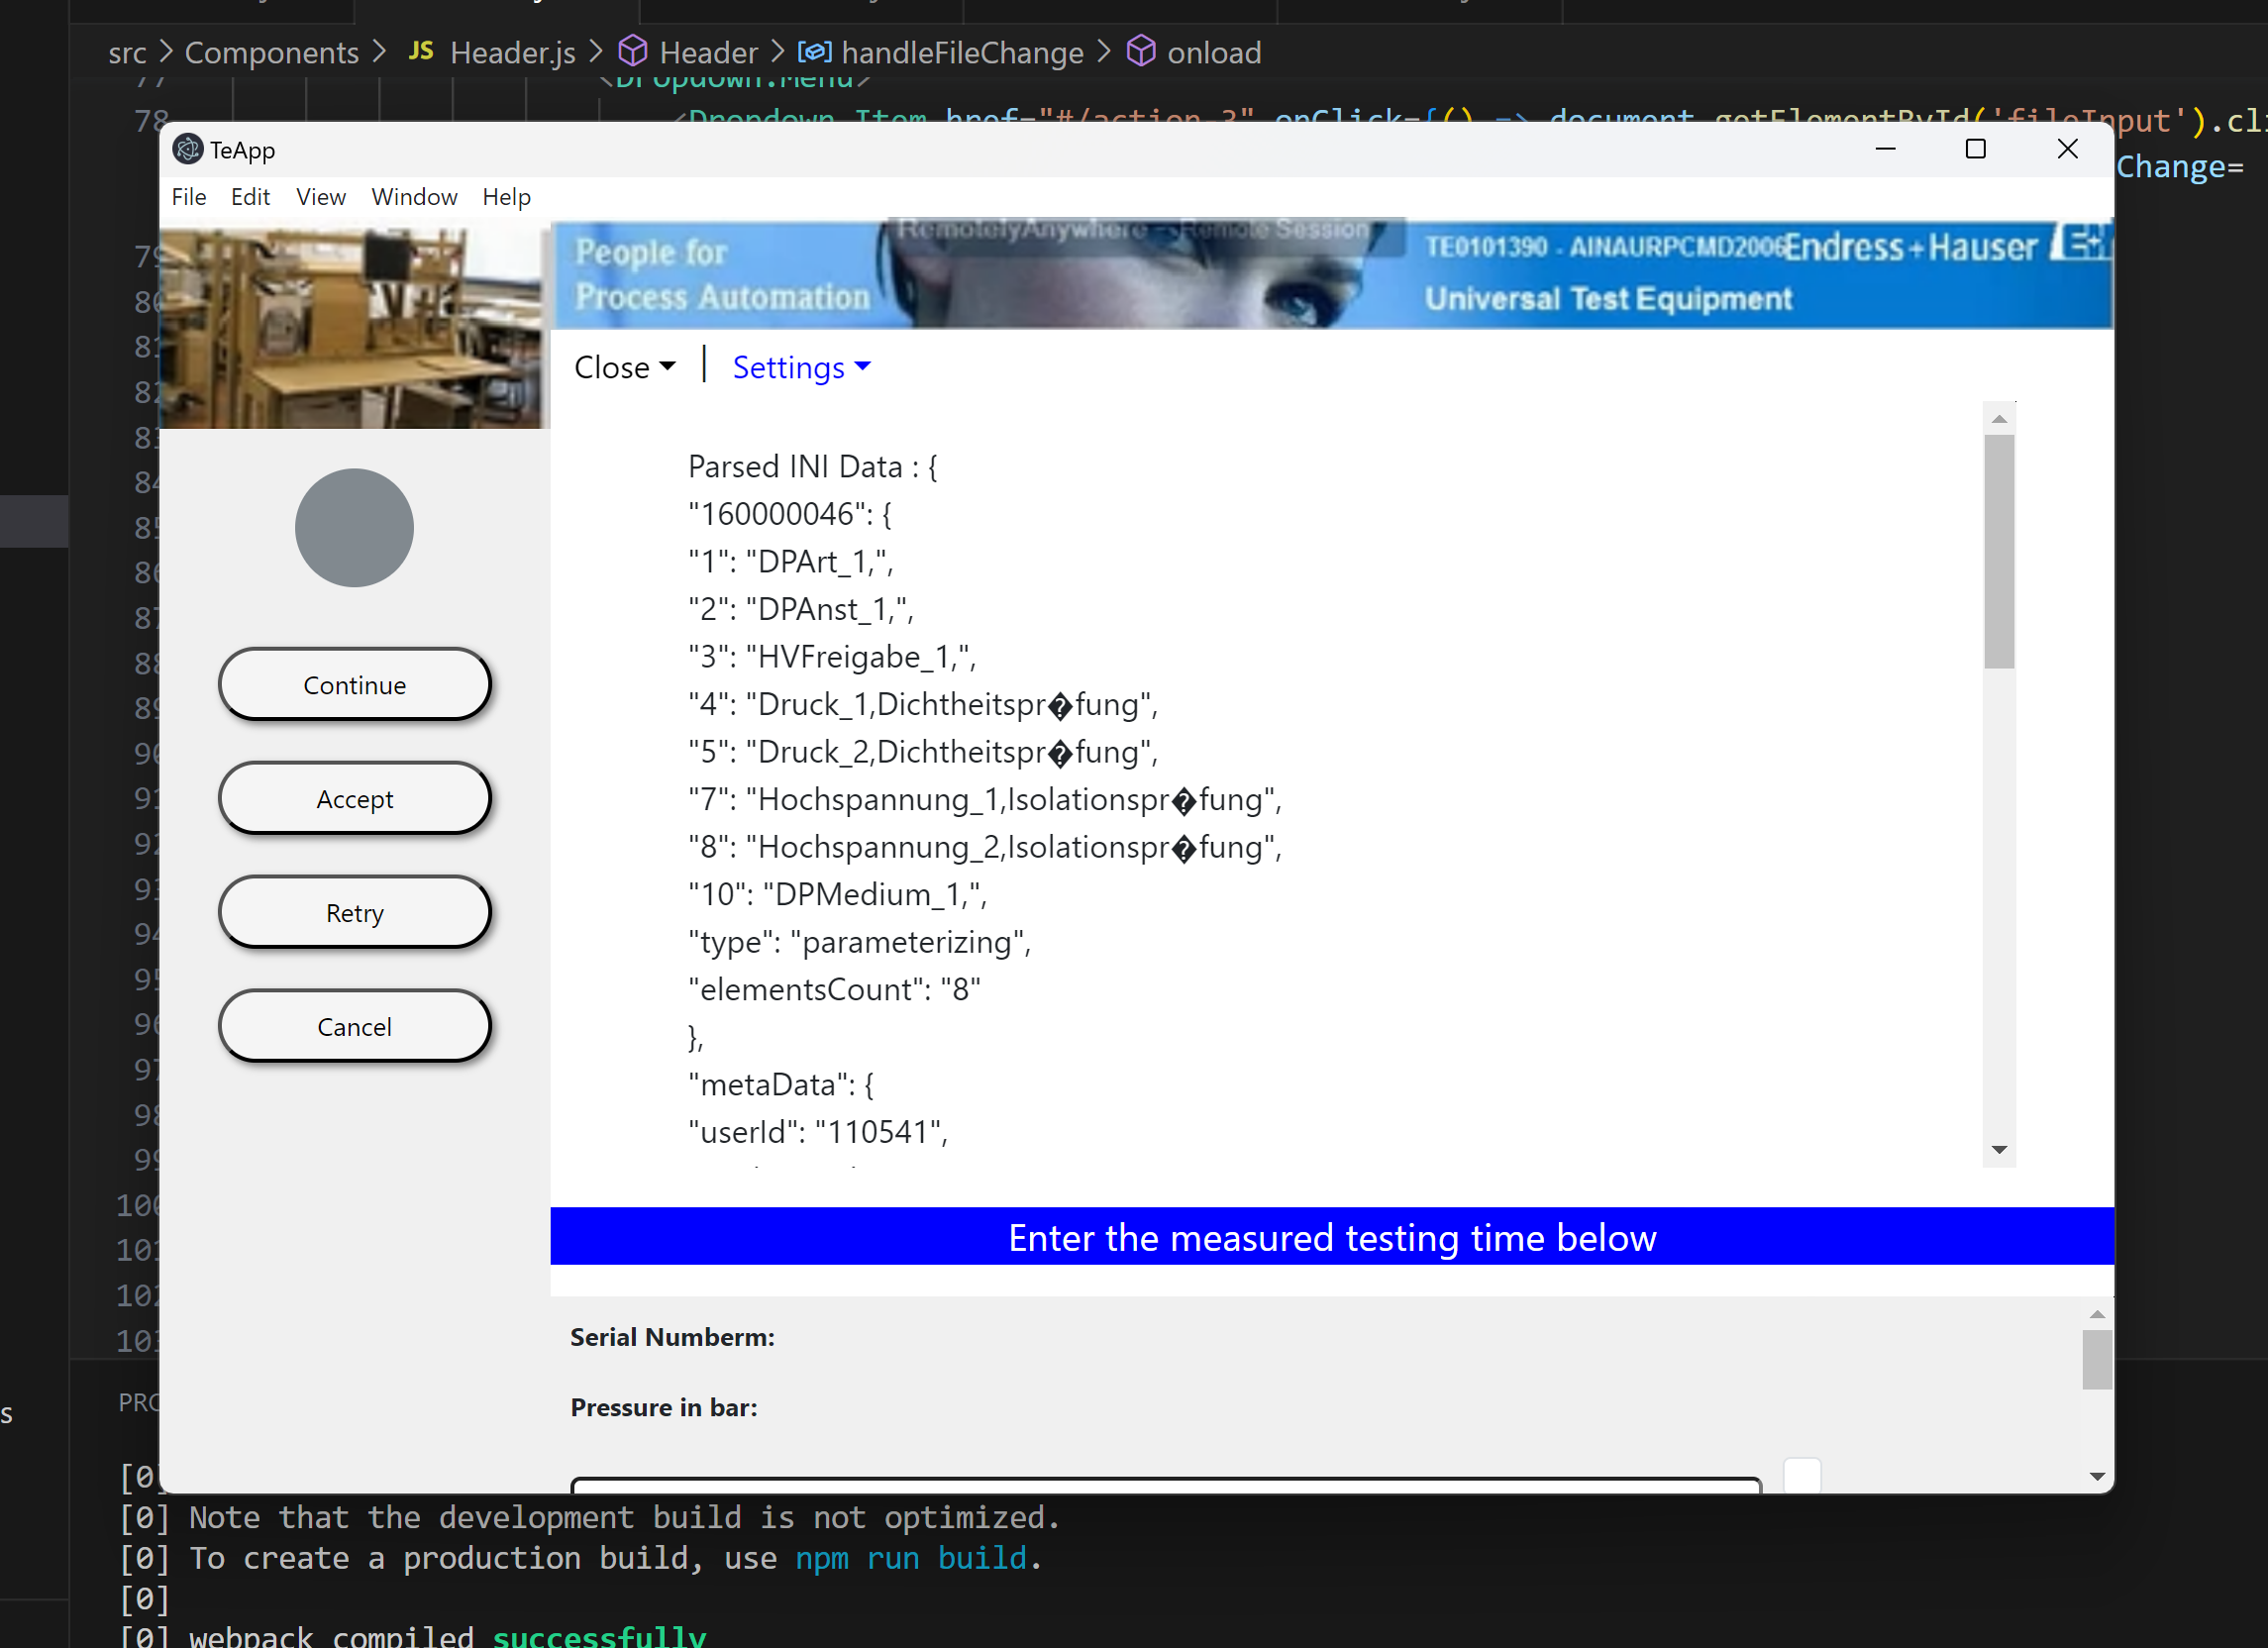 src > Components > JS Header.js > Header > handleFileChange > onload
77 <Dropdown.Menu>
78 <Dropdown.Item href="#/action-3" onClick={() => document.getElementById('fileInput').cli
Change=
TeApp
File Edit View Window Help
RemotelyAnywhere - Remote Session
People for
Process Automation
TE0101390 - AINAURPCMD2006
Endress+Hauser
Universal Test Equipment
Close | Settings
Parsed INI Data : {
"160000046": {
"1": "DPArt_1,",
"2": "DPAnst_1,",
"3": "HVFreigabe_1,",
"4": "Druck_1,Dichtheitspr�fung",
"5": "Druck_2,Dichtheitspr�fung",
"7": "Hochspannung_1,Isolationspr�fung",
"8": "Hochspannung_2,Isolationspr�fung",
"10": "DPMedium_1,",
"type": "parameterizing",
"elementsCount": "8"
},
"metaData": {
"userId": "110541",
Continue
Accept
Retry
Cancel
Enter the measured testing time below
Serial Numberm:
Pressure in bar:
s
PRO
[0]
[0] Note that the development build is not optimized.
[0] To create a production build, use npm run build.
[0]
[0] webpack compiled successfully